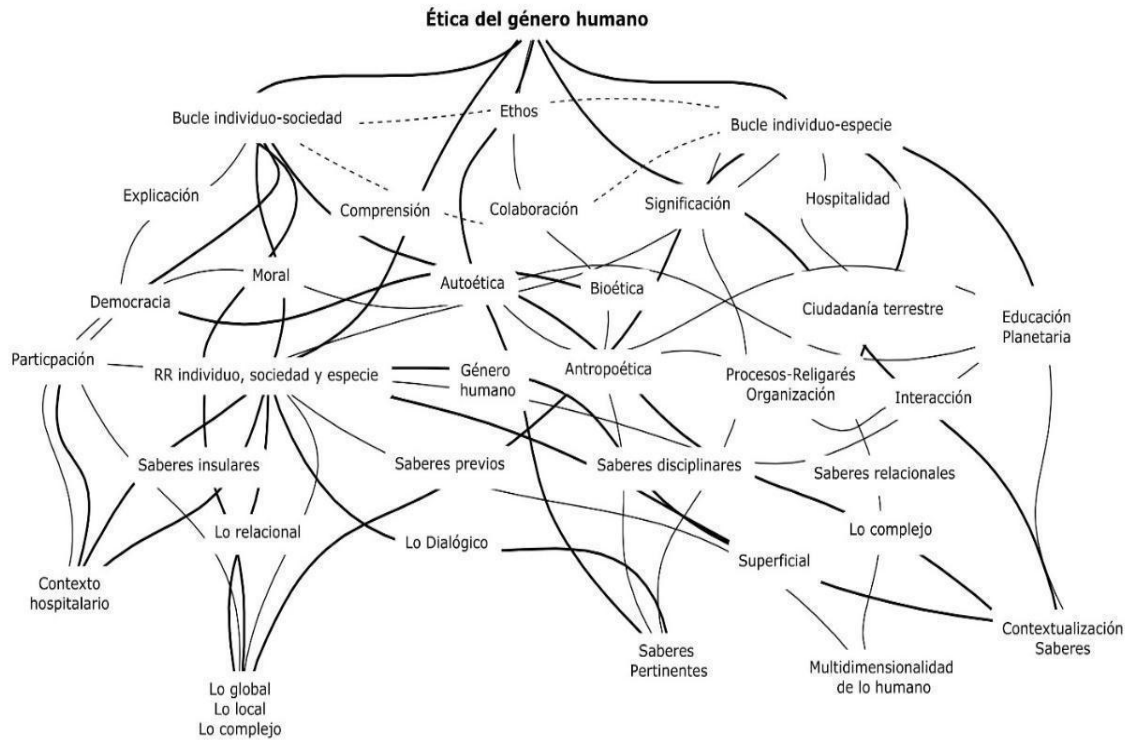 Ética del género humano
Bucle individuo-sociedad
Ethos
Bucle individuo-especie
Explicación
Comprensión
Colaboración
Significación
Hospitalidad
Democracia
Moral
Autoética
Bioética
Ciudadanía terrestre
Educación
Planetaria
Particpación
RR individuo, sociedad y especie
Género
humano
Antropoética
Procesos-Religarés
Organización
Interacción
Saberes insulares
Saberes previos
Saberes disciplinares
Saberes relacionales
Lo relacional
Lo Dialógico
Superficial
Lo complejo
Contexto
hospitalario
Saberes
Pertinentes
Multidimensionalidad
de lo humano
Contextualización
Saberes
Lo global
Lo local
Lo complejo